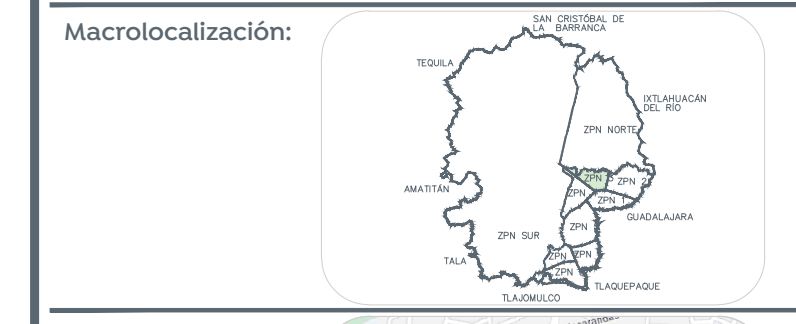 Macrolocalización:
SAN CRISTÓBAL DE
LA BARRANCA
TEQUILA
IXTLAHUACÁN
DEL RÍO
ZPN NORTE
ZPN 3
ZPN 2
AMATITÁN
ZPN
ZPN 1
GUADALAJARA
ZPN
ZPN SUR
ZPN
ZPN
TALA
ZPN
TLAQUEPAQUE
TLAJOMULCO